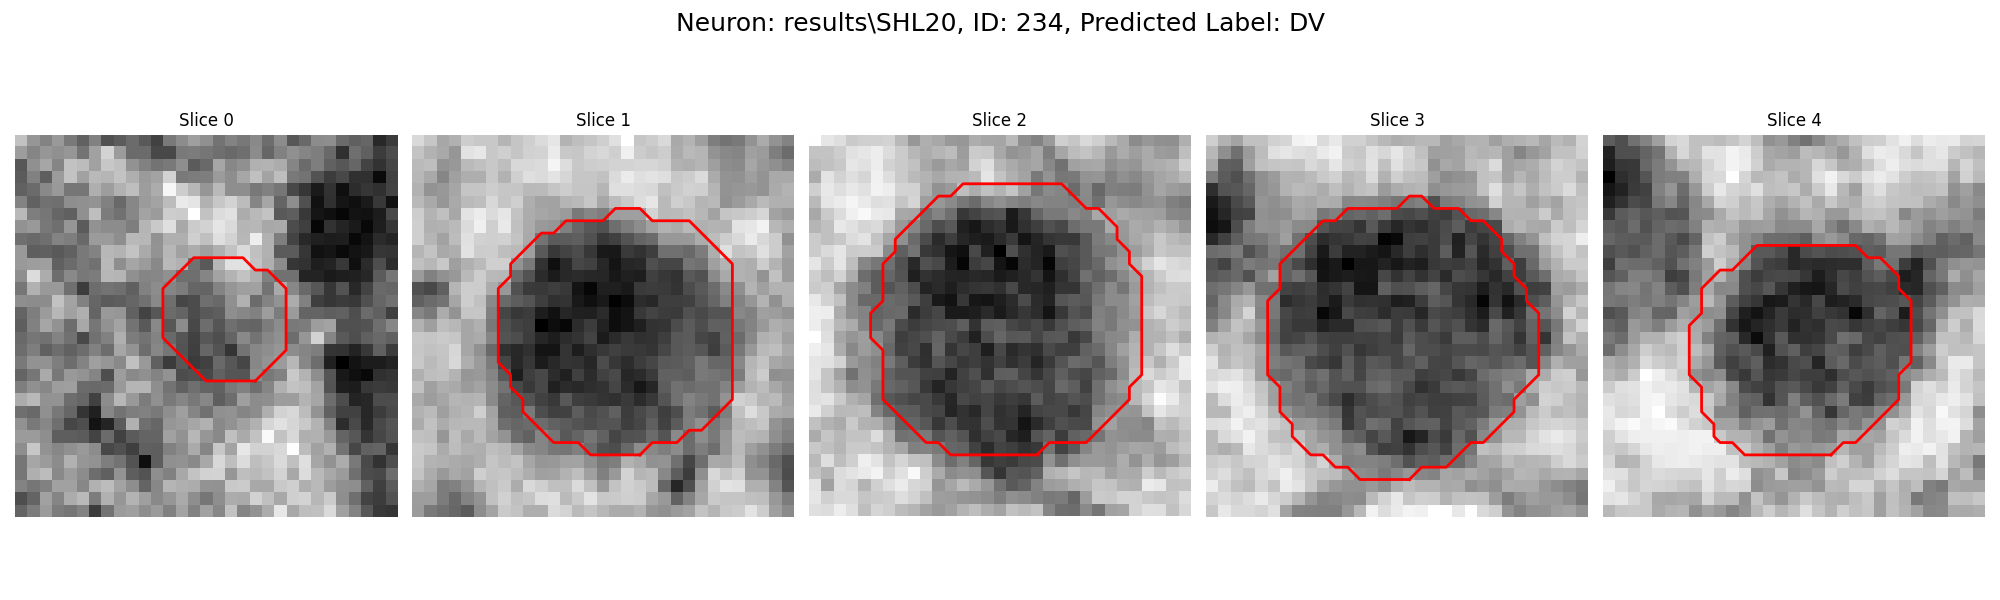 Neuron: results\SHL20, ID: 234, Predicted Label: DV
Slice 0
Slice 1
Slice 2
Slice 3
Slice 4